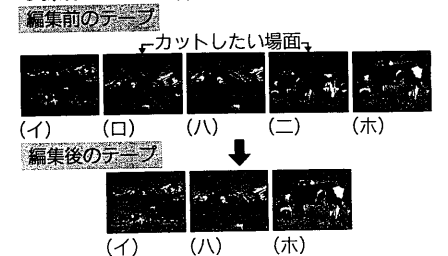 編集前のテープ
カットしたい場面
(イ) (ロ) (ハ) (ニ) (ホ)
編集後のテープ
(イ) (ハ) (ホ)